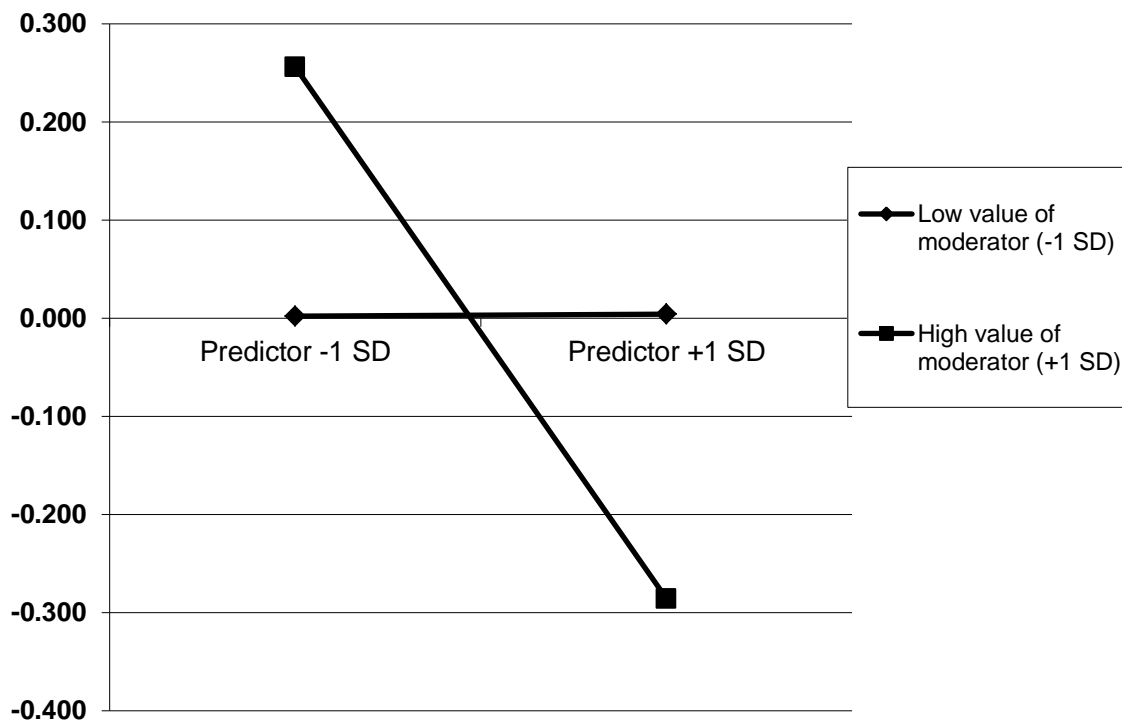 0.300
0.200
0.100
0.000
Predictor -1 SD
Predictor +1 SD
-0.100
-0.200
-0.300
-0.400
Low value of
moderator (-1 SD)
High value of
moderator (+1 SD)